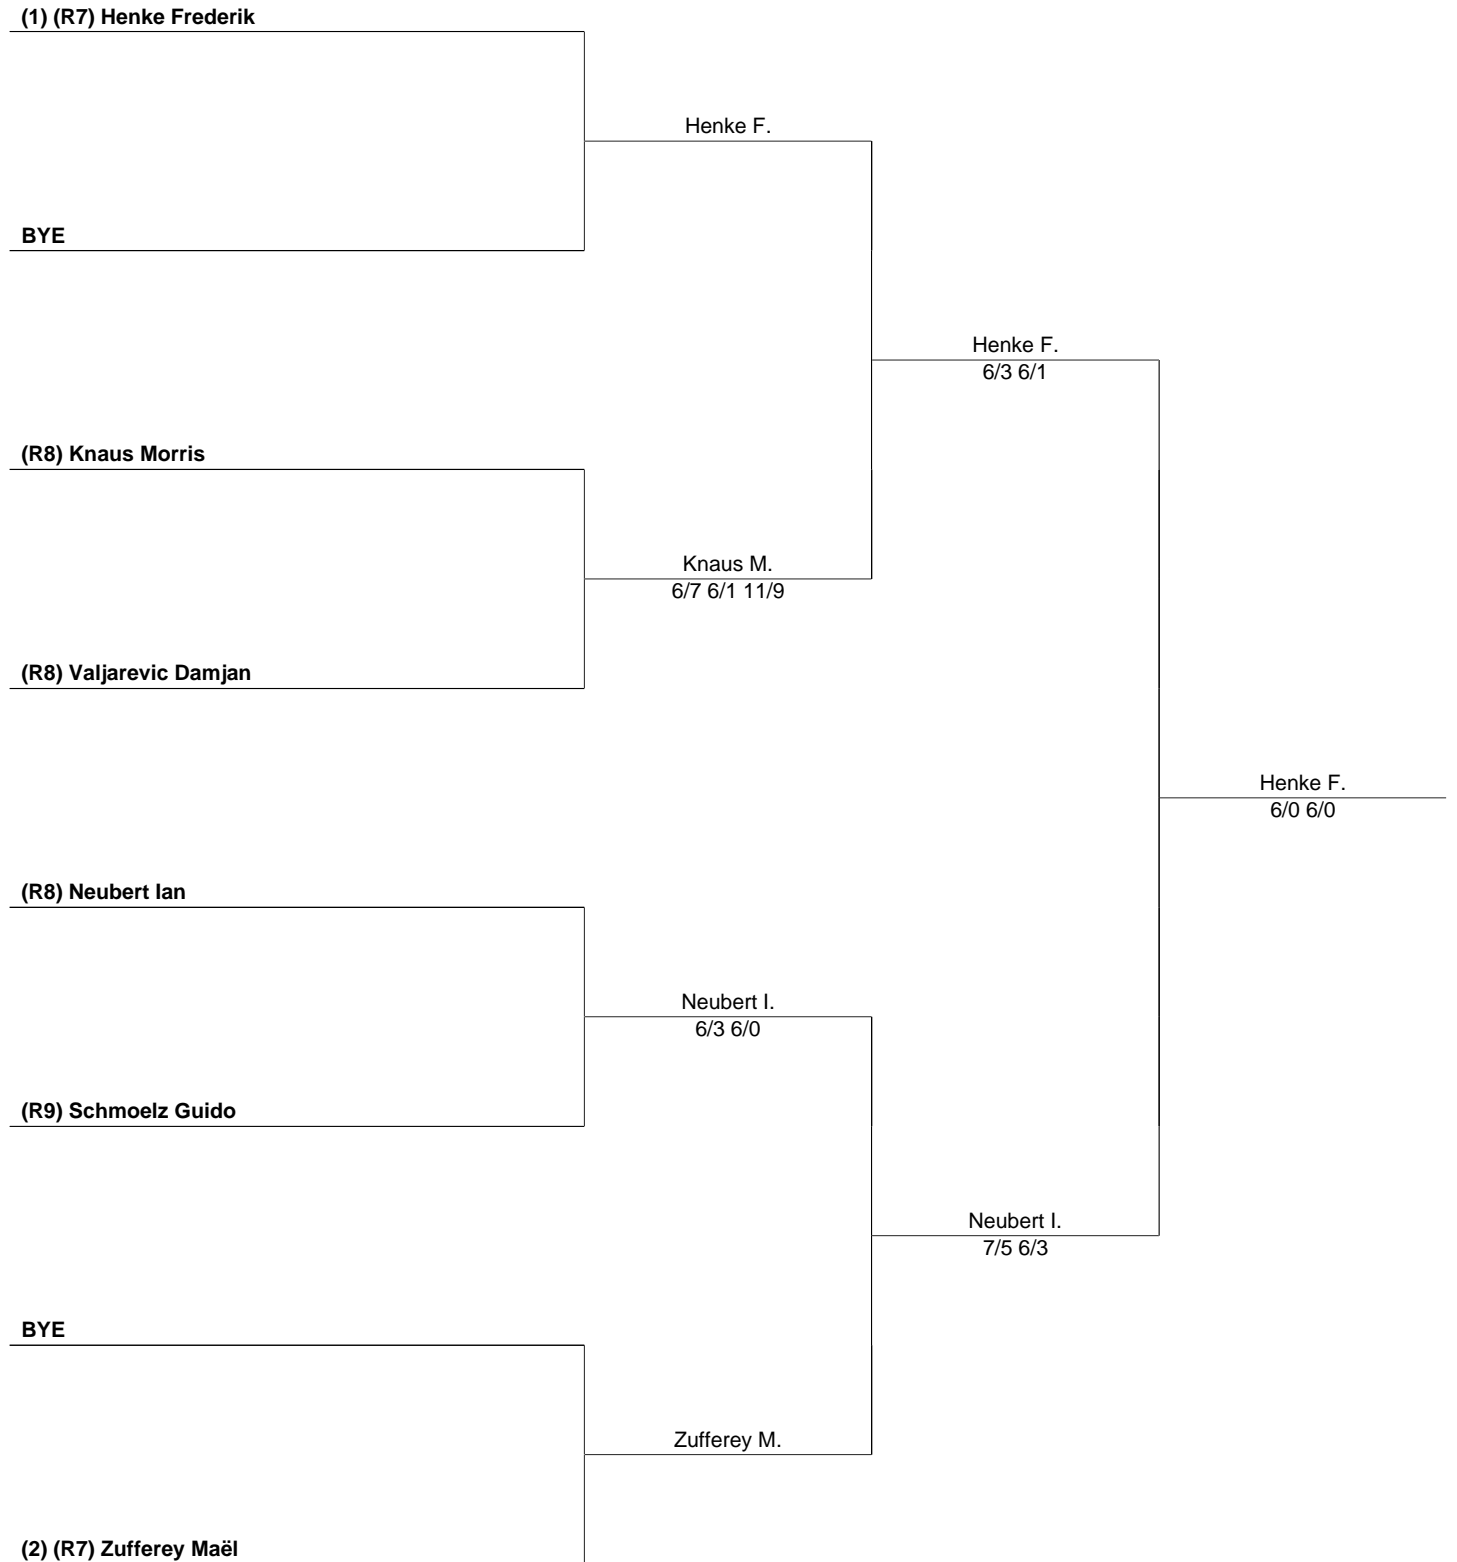 (1) (R7) Henke Frederik
Henke F.
BYE
Henke F.
6/3 6/1
(R8) Knaus Morris
Knaus M.
6/7 6/1 11/9
(R8) Valjarevic Damjan
Henke F.
6/0 6/0
(R8) Neubert Ian
Neubert I.
6/3 6/0
(R9) Schmoelz Guido
Neubert I.
7/5 6/3
BYE
Zufferey M.
(2) (R7) Zufferey Maël